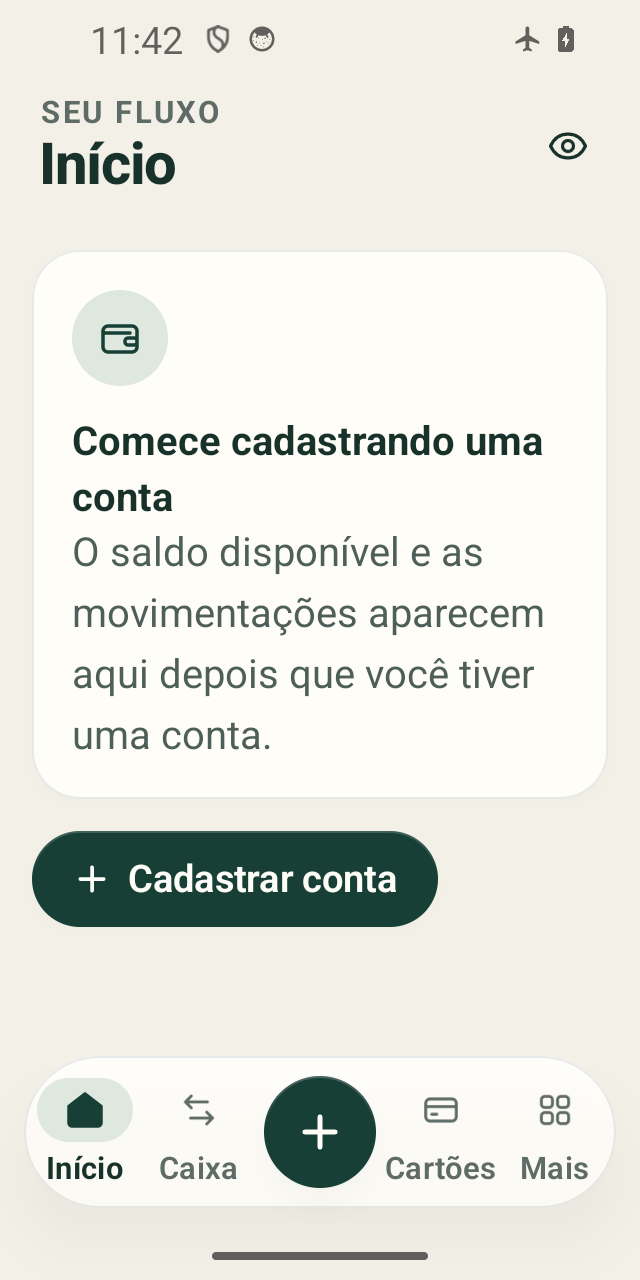 11:42
SEU FLUXO
Início
Comece cadastrando uma
conta
O saldo disponível e as
movimentações aparecem
aqui depois que você tiver
uma conta.
Cadastrar conta
Início
Caixa
Cartões
Mais